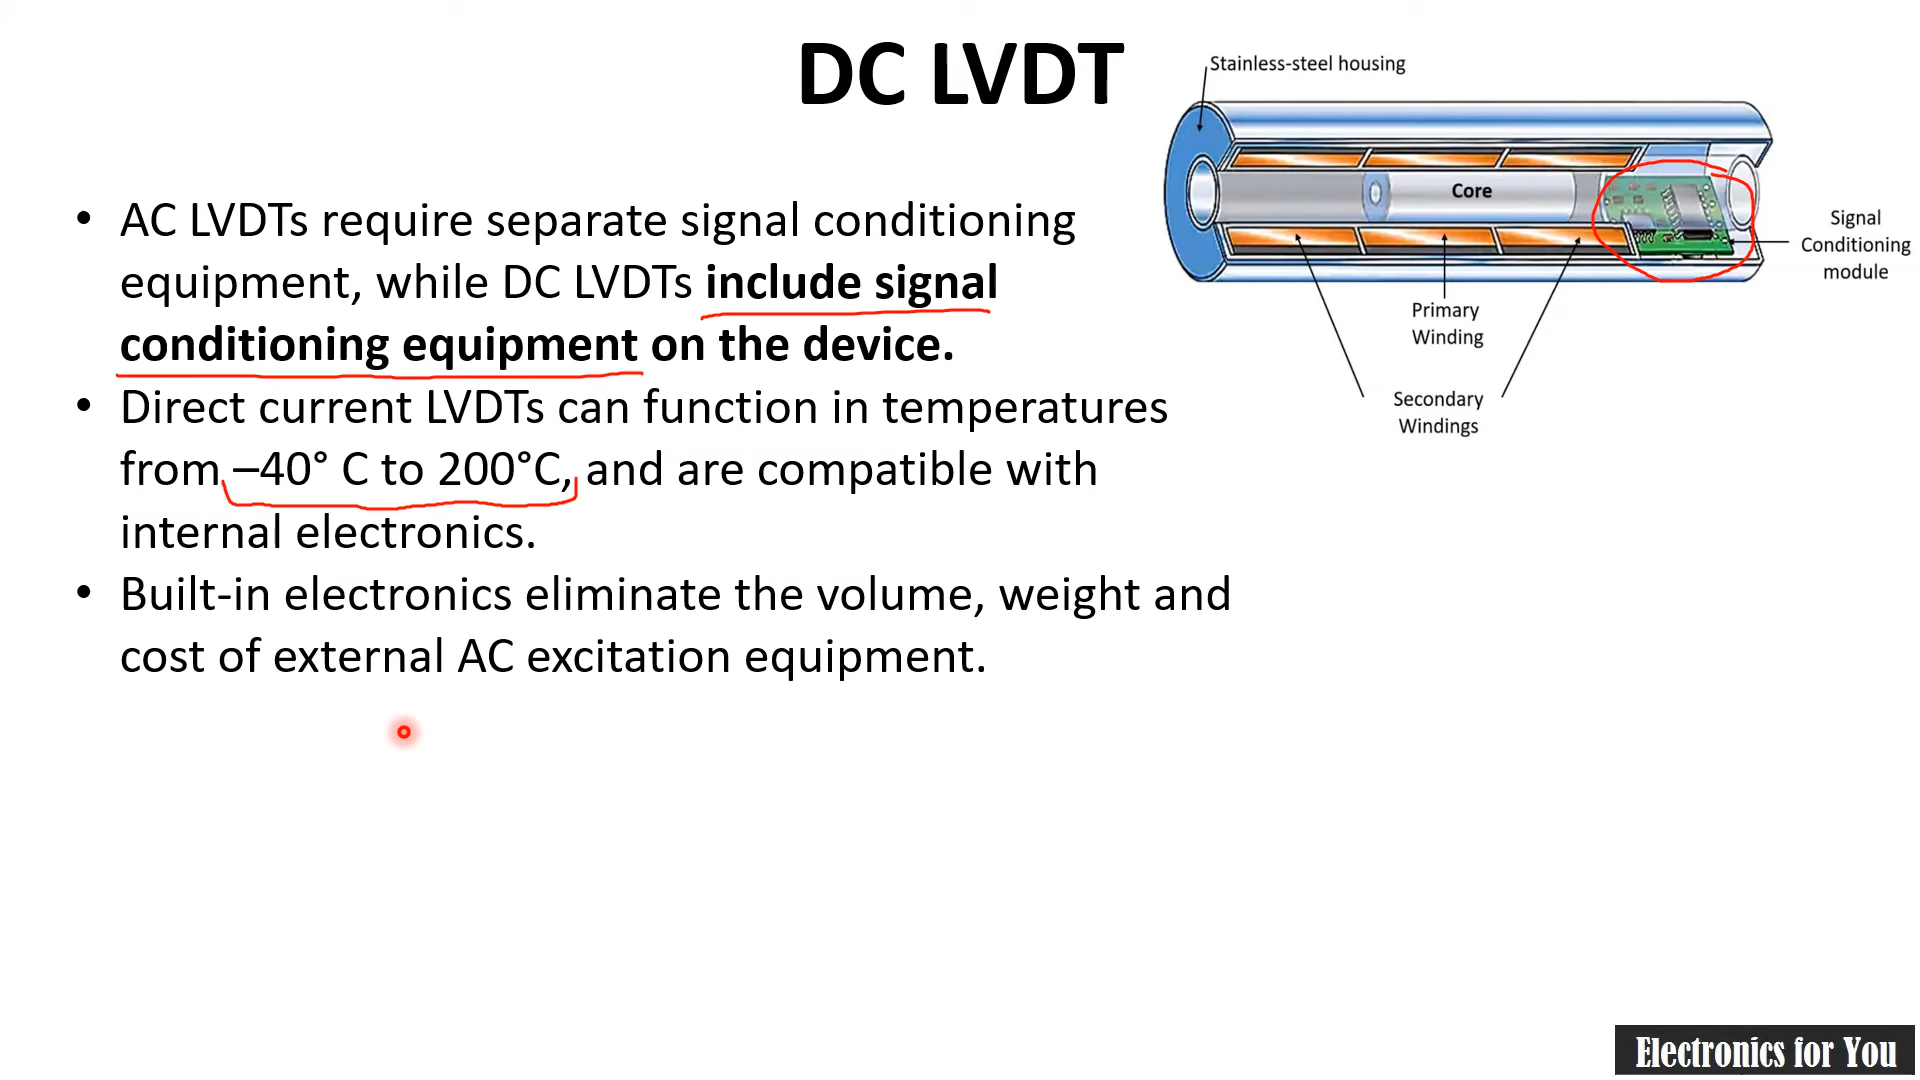 DC LVDT
• AC LVDTs require separate signal conditioning
equipment, while DC LVDTs include signal
conditioning equipment on the device.
• Direct current LVDTs can function in temperatures
from –40° C to 200°C, and are compatible with
internal electronics.
• Built-in electronics eliminate the volume, weight and
cost of external AC excitation equipment.
Stainless-steel housing
Core
Signal
Conditioning
module
Primary
Winding
Secondary
Windings
Electronics for You